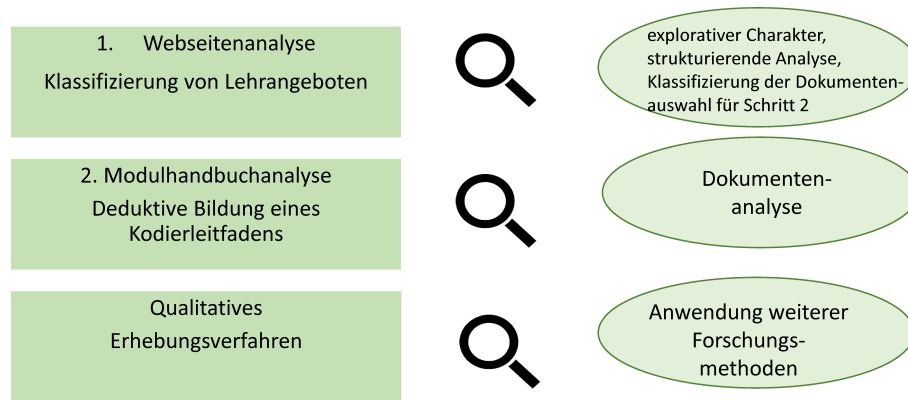 1. Webseitenanalyse
Klassifizierung von Lehrangeboten
explorativer Charakter,
strukturierende Analyse,
Klassifizierung der Dokumenten-
auswahl für Schritt 2
2. Modulhandbuchanalyse
Deduktive Bildung eines
Kodierleitfadens
Dokumenten-
analyse
Qualitatives
Erhebungsverfahren
Anwendung weiterer
Forschungs-
methoden